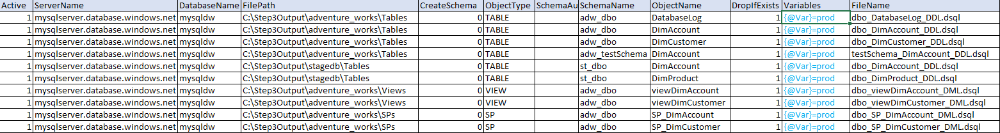 Active ServerName DatabaseName FilePath CreateSchema ObjectType SchemaAu SchemaName ObjectName DropIfExists Variables FileName
1 mysqlserver.database.windows.net mysqldw C:\Step3Output\adventure_works\Tables 0 TABLE adw_dbo DatabaseLog 1 {@Var}=prod dbo_DatabaseLog_DDL.dsql
1 mysqlserver.database.windows.net mysqldw C:\Step3Output\adventure_works\Tables 0 TABLE adw_dbo DimAccount 1 {@Var}=prod dbo_DimAccount_DDL.dsql
1 mysqlserver.database.windows.net mysqldw C:\Step3Output\adventure_works\Tables 0 TABLE adw_dbo DimCustomer 1 {@Var}=prod dbo_DimCustomer_DDL.dsql
1 mysqlserver.database.windows.net mysqldw C:\Step3Output\adventure_works\Tables 0 TABLE adw_testSchema DimAccount 1 {@Var}=prod testSchema_DimAccount_DDL.dsql
1 mysqlserver.database.windows.net mysqldw C:\Step3Output\stagedb\Tables 0 TABLE st_dbo DimAccount 1 {@Var}=prod dbo_DimAccount_DDL.dsql
1 mysqlserver.database.windows.net mysqldw C:\Step3Output\stagedb\Tables 0 TABLE st_dbo DimProduct 1 {@Var}=prod dbo_DimProduct_DDL.dsql
1 mysqlserver.database.windows.net mysqldw C:\Step3Output\adventure_works\Views 0 VIEW adw_dbo viewDimAccount 1 {@Var}=prod dbo_viewDimAccount_DML.dsql
1 mysqlserver.database.windows.net mysqldw C:\Step3Output\adventure_works\Views 0 VIEW adw_dbo viewDimCustomer 1 {@Var}=prod dbo_viewDimCustomer_DML.dsql
1 mysqlserver.database.windows.net mysqldw C:\Step3Output\adventure_works\SPs 0 SP adw_dbo SP_DimAccount 1 {@Var}=prod dbo_SP_DimAccount_DML.dsql
1 mysqlserver.database.windows.net mysqldw C:\Step3Output\adventure_works\SPs 0 SP adw_dbo SP_DimCustomer 1 {@Var}=prod dbo_SP_DimCustomer_DML.dsql